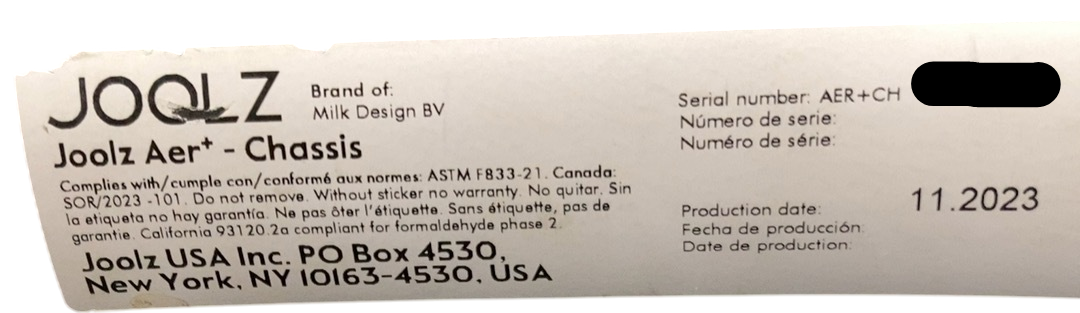 JOOLZ
Brand of:
Milk Design BV
Joolz Aer+ - Chassis
Complies with/cumple con/conformé aux normes: ASTM F833-21. Canada:
SOR/2023 -101. Do not remove. Without sticker no warranty. No quitar. Sin
la etiqueta no hay garantía. Ne pas ôter l'étiquette. Sans étiquette, pas de
garantie. California 93120.2a compliant for formaldehyde phase 2.
Joolz USA Inc. PO Box 4530,
New York, NY 10163-4530, USA
Serial number: AER+CH
Número de serie:
Numéro de série:
Production date: 11.2023
Fecha de producción:
Date de production: